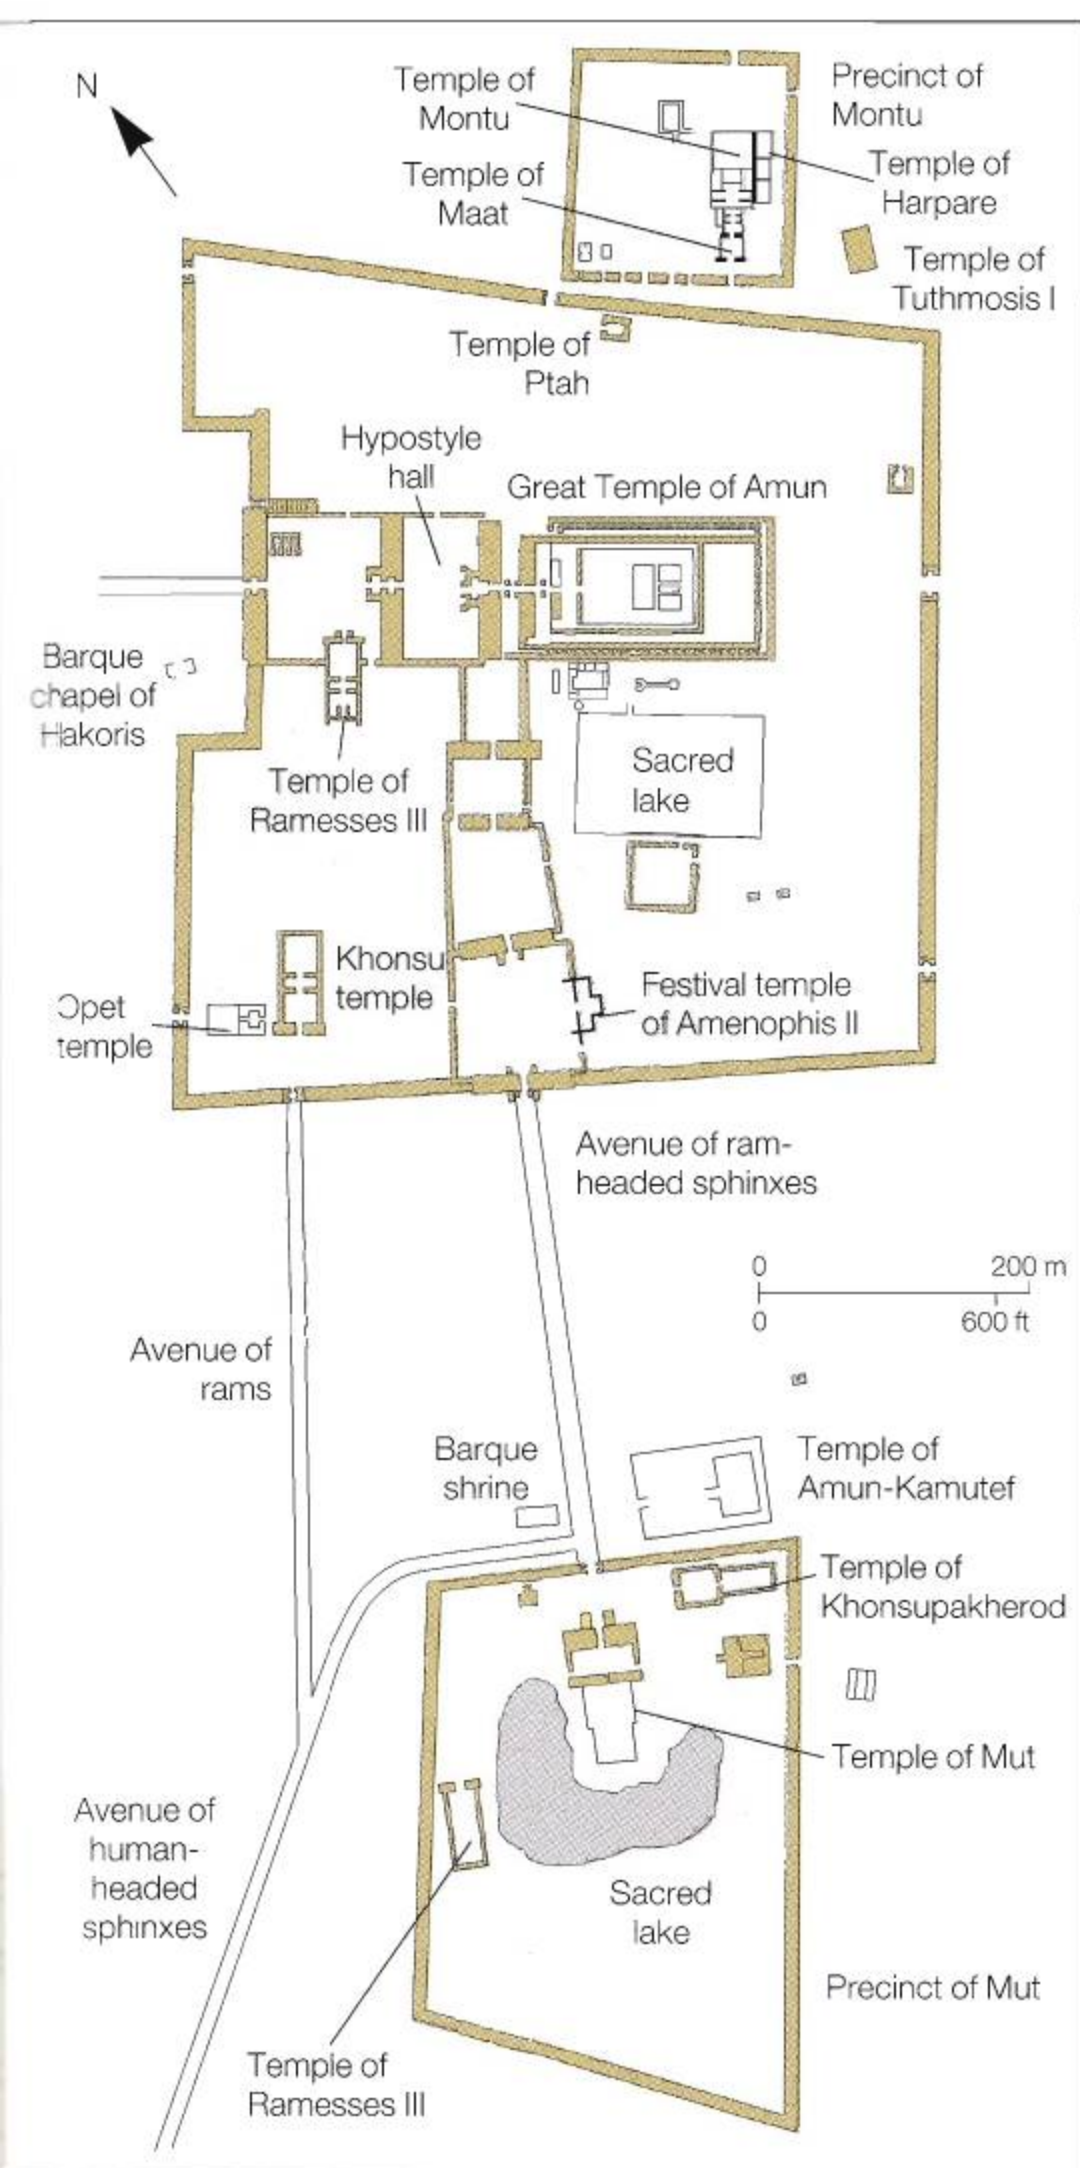 N
Temple of
Montu
Precinct of
Montu
Temple of
Maat
Temple of
Harpare
Temple of
Tuthmosis I
Temple of
Ptah
Hypostyle
hall
Great Temple of Amun
Barque
chapel of
Hakoris
Temple of
Ramesses III
Sacred
lake
Khonsu
temple
Opet
temple
Festival temple
of Amenophis II
Avenue of ram-
headed sphinxes
0 200 m
0 600 ft
Avenue of
rams
Barque
shrine
Temple of
Amun-Kamutef
Temple of
Khonsupakherod
Temple of Mut
Avenue of
human-
headed
sphinxes
Sacred
lake
Precinct of Mut
Temple of
Ramesses III